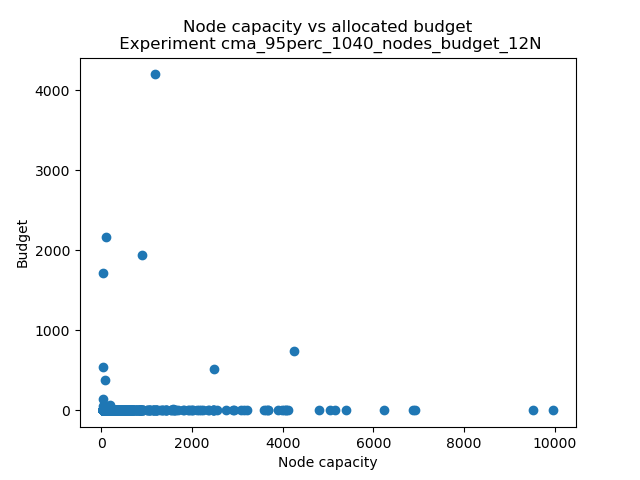 Node capacity vs allocated budget
Experiment cma_95perc_1040_nodes_budget_12N
4000
3000
2000
1000
0
Budget
0 2000 4000 6000 8000 10000
Node capacity